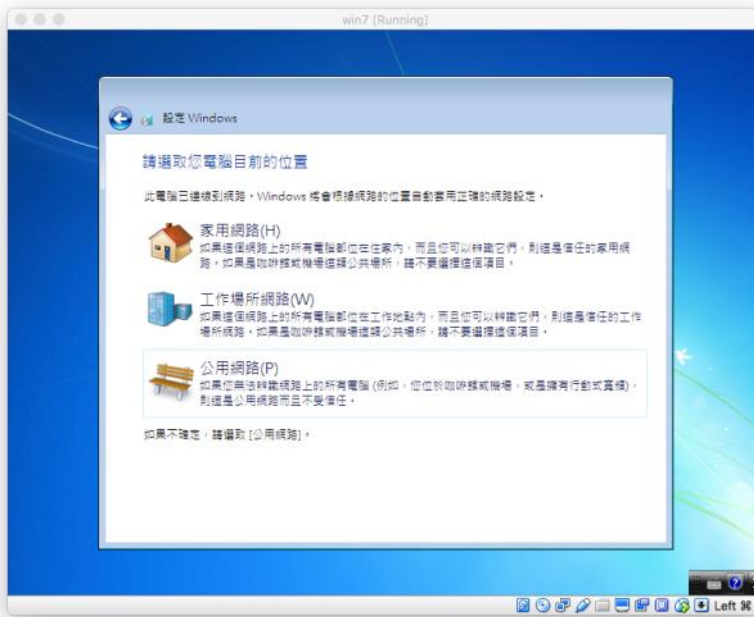 win7 [Running]
設定 Windows
請選取您電腦目前的位置
此電腦已連線到網路。Windows 將會根據網路的位置自動套用正確的網路設定。
家用網路(H)
如果這個網路上的所有電腦都位在住家內，而且您可以辨識它們，則這是信任的家用網
路。如果是咖啡館或機場這類公共場所，請不要選擇這個項目。
工作場所網路(W)
如果這個網路上的所有電腦都位在工作地點內，而且您可以辨識它們，則這是信任的工作
場所網路。如果是咖啡館或機場這類公共場所，請不要選擇這個項目。
公用網路(P)
如果您無法辨識網路上的所有電腦 (例如，您位於咖啡館或機場，或是擁有行動式寬頻)，
則這是公用網路而且不受信任。
如果不確定，請選取 [公用網路]。
Left ⌘